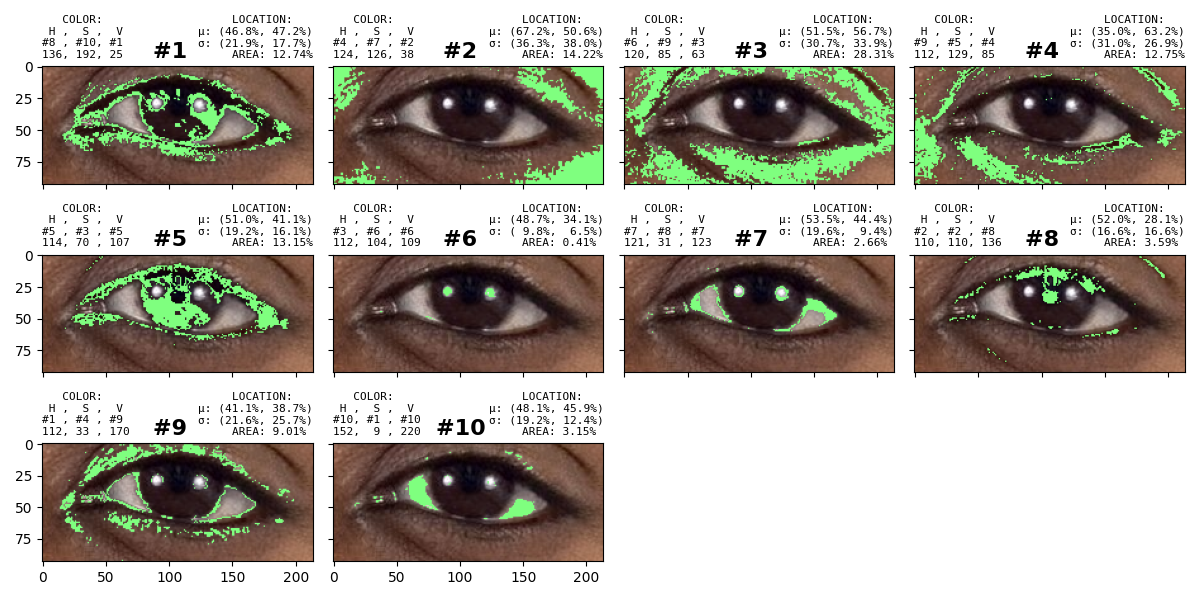 COLOR: LOCATION: COLOR: LOCATION: COLOR: LOCATION: COLOR: LOCATION:
H , S , V μ: (46.8%, 47.2%) H , S , V μ: (67.2%, 50.6%) H , S , V μ: (51.5%, 56.7%) H , S , V μ: (35.0%, 63.2%)
#8 , #10, #1 #1 σ: (21.9%, 17.7%) #4 , #7 , #2 #2 σ: (36.3%, 38.0%) #6 , #9 , #3 #3 σ: (30.7%, 33.9%) #9 , #5 , #4 #4 σ: (31.0%, 26.9%)
136, 192, 25 AREA: 12.74% 124, 126, 38 AREA: 14.22% 120, 85 , 63 AREA: 28.31% 112, 129, 85 AREA: 12.75%
0
25
50
75
COLOR: LOCATION: COLOR: LOCATION: COLOR: LOCATION: COLOR: LOCATION:
H , S , V μ: (51.0%, 41.1%) H , S , V μ: (48.7%, 34.1%) H , S , V μ: (53.5%, 44.4%) H , S , V μ: (52.0%, 28.1%)
#5 , #3 , #5 #5 σ: (19.2%, 16.1%) #3 , #6 , #6 #6 σ: ( 9.8%, 6.5%) #7 , #8 , #7 #7 σ: (19.6%, 9.4%) #2 , #2 , #8 #8 σ: (16.6%, 16.6%)
114, 70 , 107 AREA: 13.15% 112, 104, 109 AREA: 0.41% 121, 31 , 123 AREA: 2.66% 110, 110, 136 AREA: 3.59%
0
25
50
75
COLOR: LOCATION: COLOR: LOCATION:
H , S , V μ: (41.1%, 38.7%) H , S , V μ: (48.1%, 45.9%)
#1 , #4 , #9 #9 σ: (21.6%, 25.7%) #10, #1 , #10 #10 σ: (19.2%, 12.4%)
112, 33 , 170 AREA: 9.01% 152, 9 , 220 AREA: 3.15%
0
25
50
75
0 50 100 150 200 0 50 100 150 200